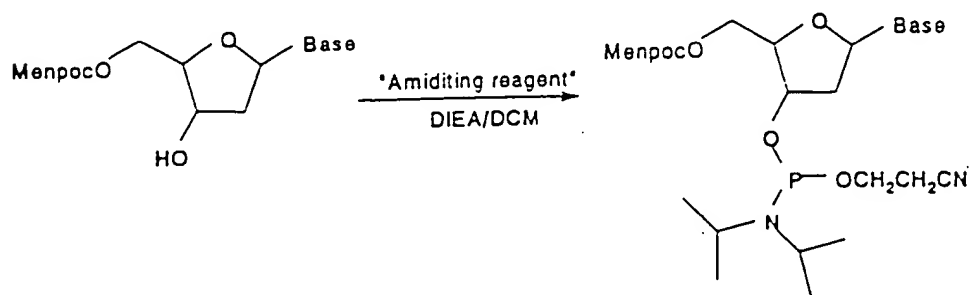 O
Base
MenpocO
HO
"Amiditing reagent"
DIEA/DCM
O
Base
MenpocO
O
P
OCH₂CH₂CN
N